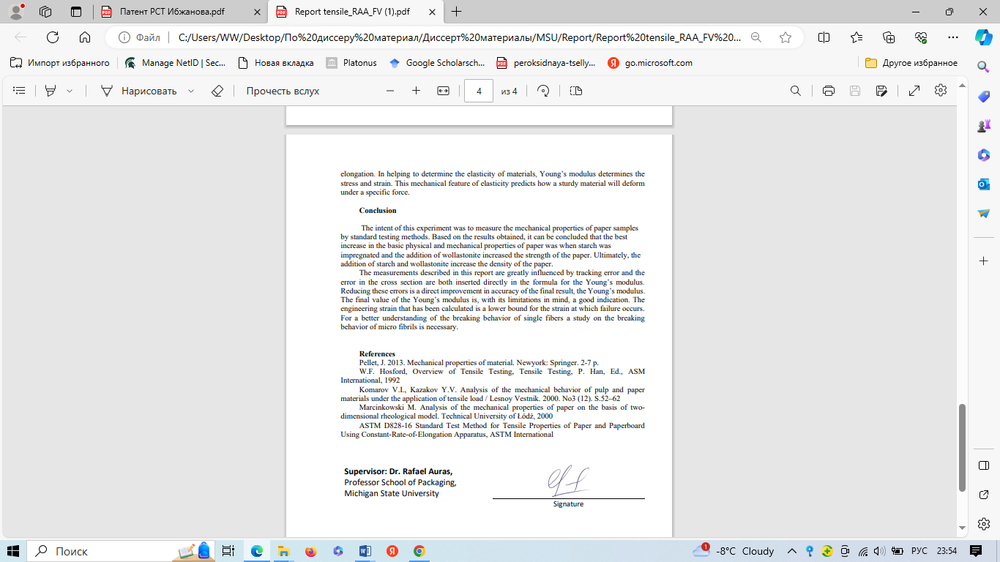 Патент РСТ Ибжанова.pdf
Report tensile_RAA_FV (1).pdf
Файл
C:/Users/WW/Desktop/По%20диссеру%20материал/Диссерт%20материалы/MSU/Report/Report%20tensile_RAA_FV%20...
Импорт избранного
Manage NetID | Sec...
Новая вкладка
Platonus
Google Scholarsch...
peroksidnaya-tselly...
go.microsoft.com
Другое избранное
Нарисовать
Прочесть вслух
4
из 4
elongation. In helping to determine the elasticity of materials, Young’s modulus determines the
stress and strain. This mechanical feature of elasticity predicts how a sturdy material will deform
under a specific force.
Conclusion
The intent of this experiment was to measure the mechanical properties of paper samples
by standard testing methods. Based on the results obtained, it can be concluded that the best
increase in the basic physical and mechanical properties of paper was when starch was
impregnated and the addition of wollastonite increased the strength of the paper. Ultimately, the
addition of starch and wollastonite increase the density of the paper.
The measurements described in this report are greatly influenced by tracking error and the
error in the cross section are both inserted directly in the formula for the Young’s modulus.
Reducing these errors is a direct improvement in accuracy of the final result, the Young’s modulus.
The final value of the Young’s modulus is, with its limitations in mind, a good indication. The
engineering strain that has been calculated is a lower bound for the strain at which failure occurs.
For a better understanding of the breaking behavior of single fibers a study on the breaking
behavior of micro fibrils is necessary.
References
Pellet, J. 2013. Mechanical properties of material. Newyork: Springer. 2-7 p.
W.F. Hosford, Overview of Tensile Testing, Tensile Testing, P. Han, Ed., ASM
International, 1992
Komarov V.I., Kazakov Y.V. Analysis of the mechanical behavior of pulp and paper
materials under the application of tensile load / Lesnoy Vestnik. 2000. No3 (12). S.52–62
Marcinkowski M. Analysis of the mechanical properties of paper on the basis of two-
dimensional rheological model. Technical University of Łódź, 2000
ASTM D828-16 Standard Test Method for Tensile Properties of Paper and Paperboard
Using Constant-Rate-of-Elongation Apparatus, ASTM International
Supervisor: Dr. Rafael Auras,
Professor School of Packaging,
Michigan State University
Signature
Поиск
1
-8°C Cloudy
РУС
23:54